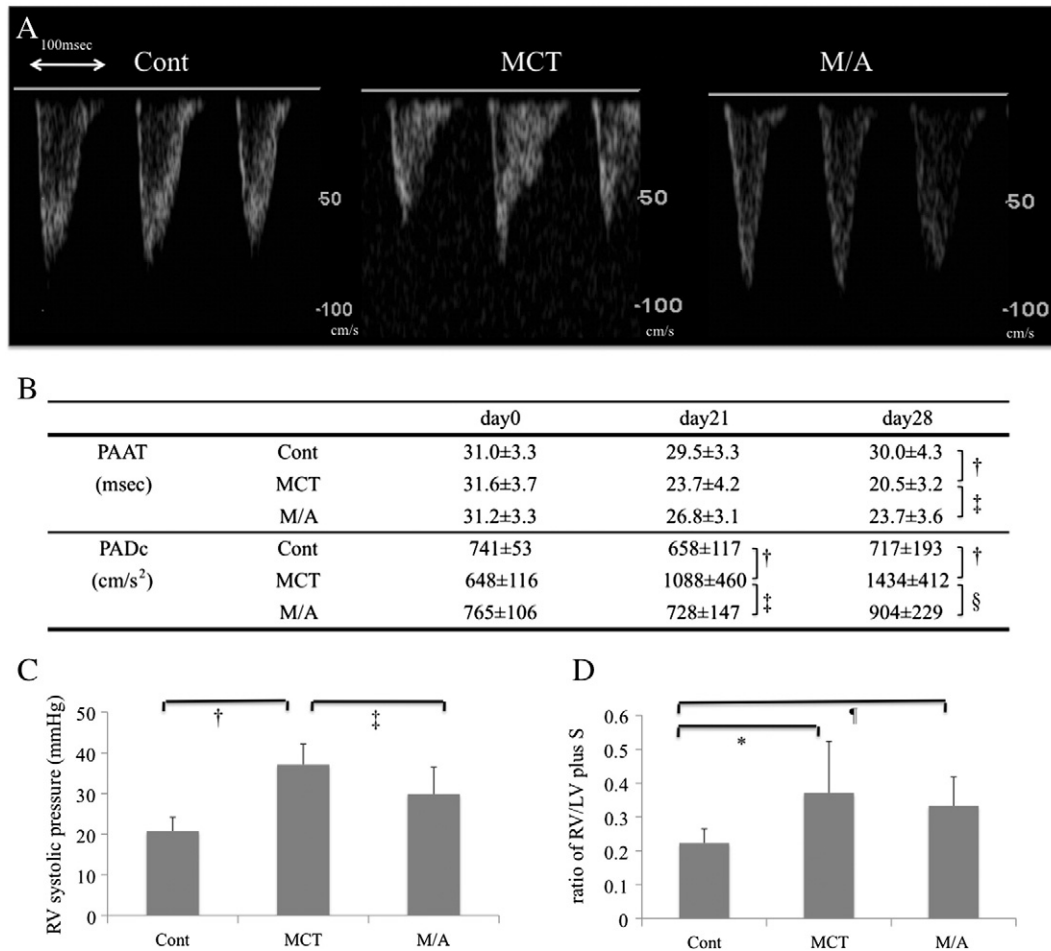 A
100msec
Cont
MCT
M/A
50
-100
cm/s
50
-100
cm/s
50
-100
cm/s
B
day0 day21 day28
PAAT Cont 31.0±3.3 29.5±3.3 30.0±4.3 †
(msec) MCT 31.6±3.7 23.7±4.2 20.5±3.2 ‡
M/A 31.2±3.3 26.8±3.1 23.7±3.6
PADc Cont 741±53 658±117 † 717±193 †
(cm/s²) MCT 648±116 1088±460 ‡ 1434±412 §
M/A 765±106 728±147 904±229
C
RV systolic pressure (mmHg)
50
40
30
20
10
0
† ‡
Cont MCT M/A
D
ratio of RV/LV plus S
0.6
0.5
0.4
0.3
0.2
0.1
0
¶
*
Cont MCT M/A